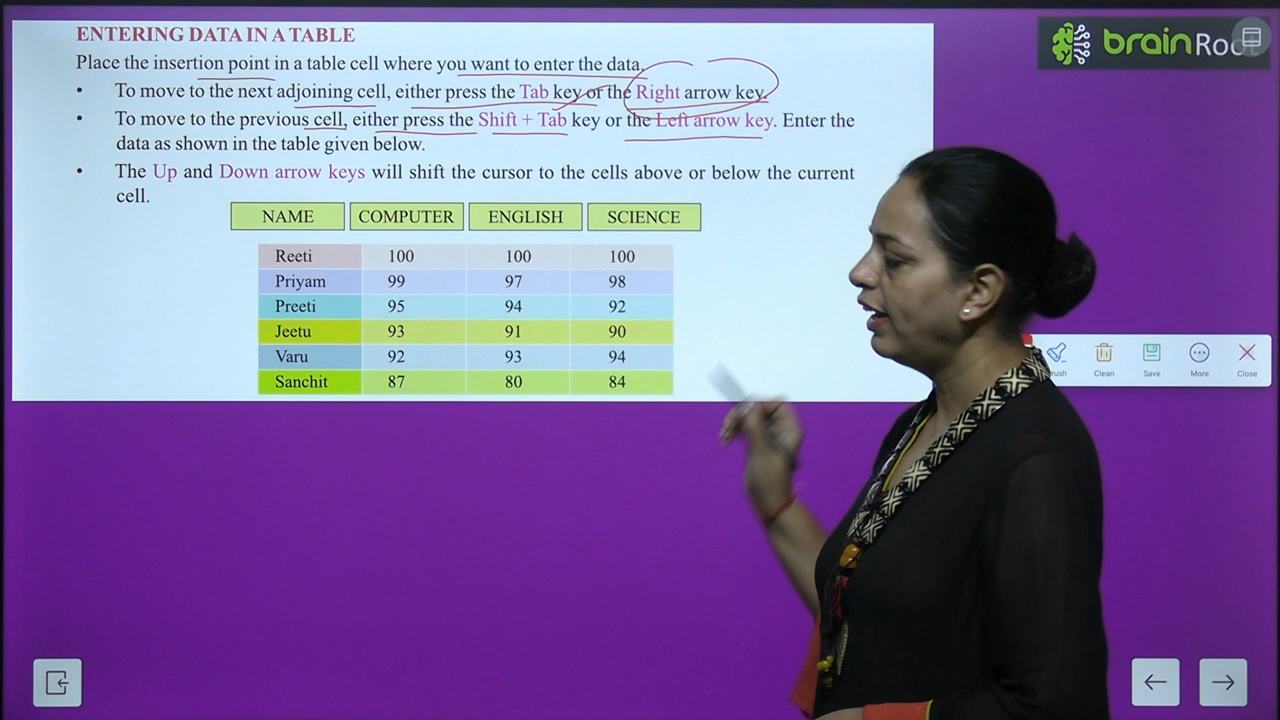 ENTERING DATA IN A TABLE
Place the insertion point in a table cell where you want to enter the data.
• To move to the next adjoining cell, either press the Tab key or the Right arrow key.
• To move to the previous cell, either press the Shift + Tab key or the Left arrow key. Enter the
data as shown in the table given below.
• The Up and Down arrow keys will shift the cursor to the cells above or below the current
cell.
NAME COMPUTER ENGLISH SCIENCE
Reeti 100 100 100
Priyam 99 97 98
Preeti 95 94 92
Jeetu 93 91 90
Varu 92 93 94
Sanchit 87 80 84
brainRoot
Clean Save More Close